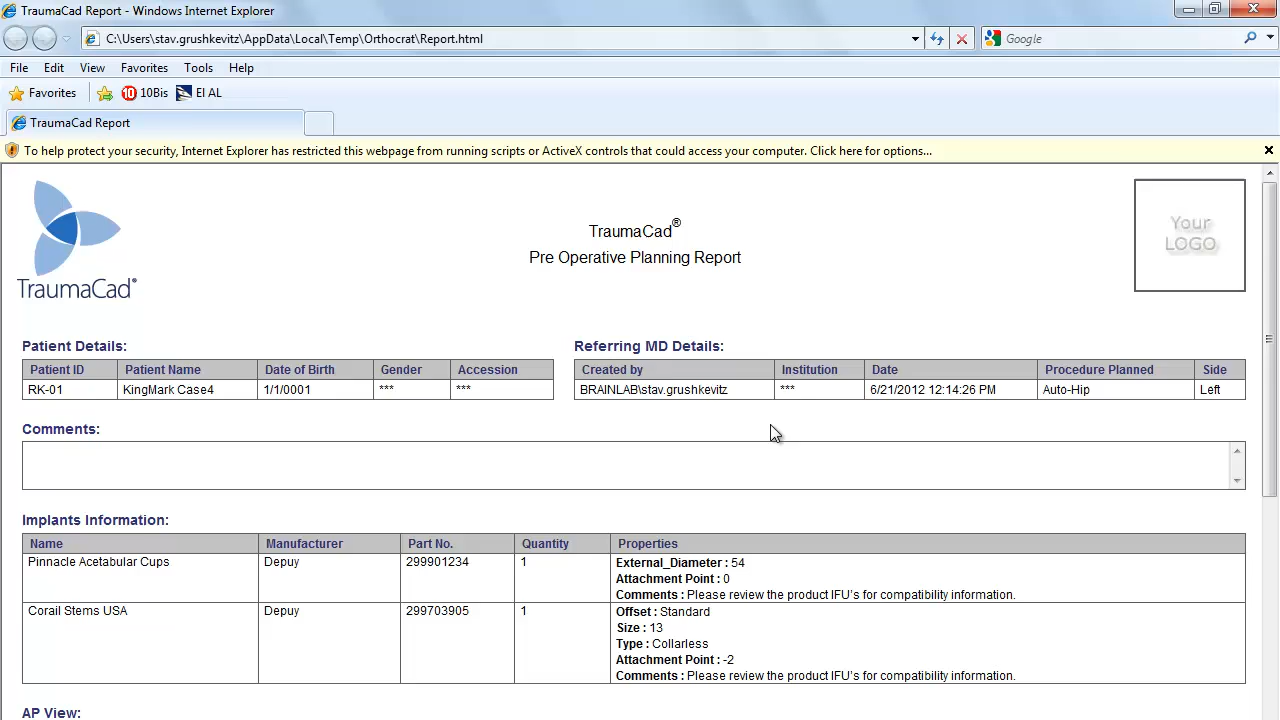 TraumaCad Report - Windows Internet Explorer
C:\Users\stav.grushkevitz\AppData\Local\Temp\Orthocrat\Report.html
Google
File Edit View Favorites Tools Help
Favorites 10Bis El AL
TraumaCad Report
To help protect your security, Internet Explorer has restricted this webpage from running scripts or ActiveX controls that could access your computer. Click here for options...
TraumaCad®
TraumaCad®
Pre Operative Planning Report
Your
LOGO
Patient Details:
Patient ID Patient Name Date of Birth Gender Accession
RK-01 KingMark Case4 1/1/0001 *** ***
Referring MD Details:
Created by Institution Date Procedure Planned Side
BRAINLAB\stav.grushkevitz *** 6/21/2012 12:14:26 PM Auto-Hip Left
Comments:
Implants Information:
Name Manufacturer Part No. Quantity Properties
Pinnacle Acetabular Cups Depuy 299901234 1 External_Diameter : 54
Attachment Point : 0
Comments : Please review the product IFU's for compatibility information.
Corail Stems USA Depuy 299703905 1 Offset : Standard
Size : 13
Type : Collarless
Attachment Point : -2
Comments : Please review the product IFU's for compatibility information.
AP View: